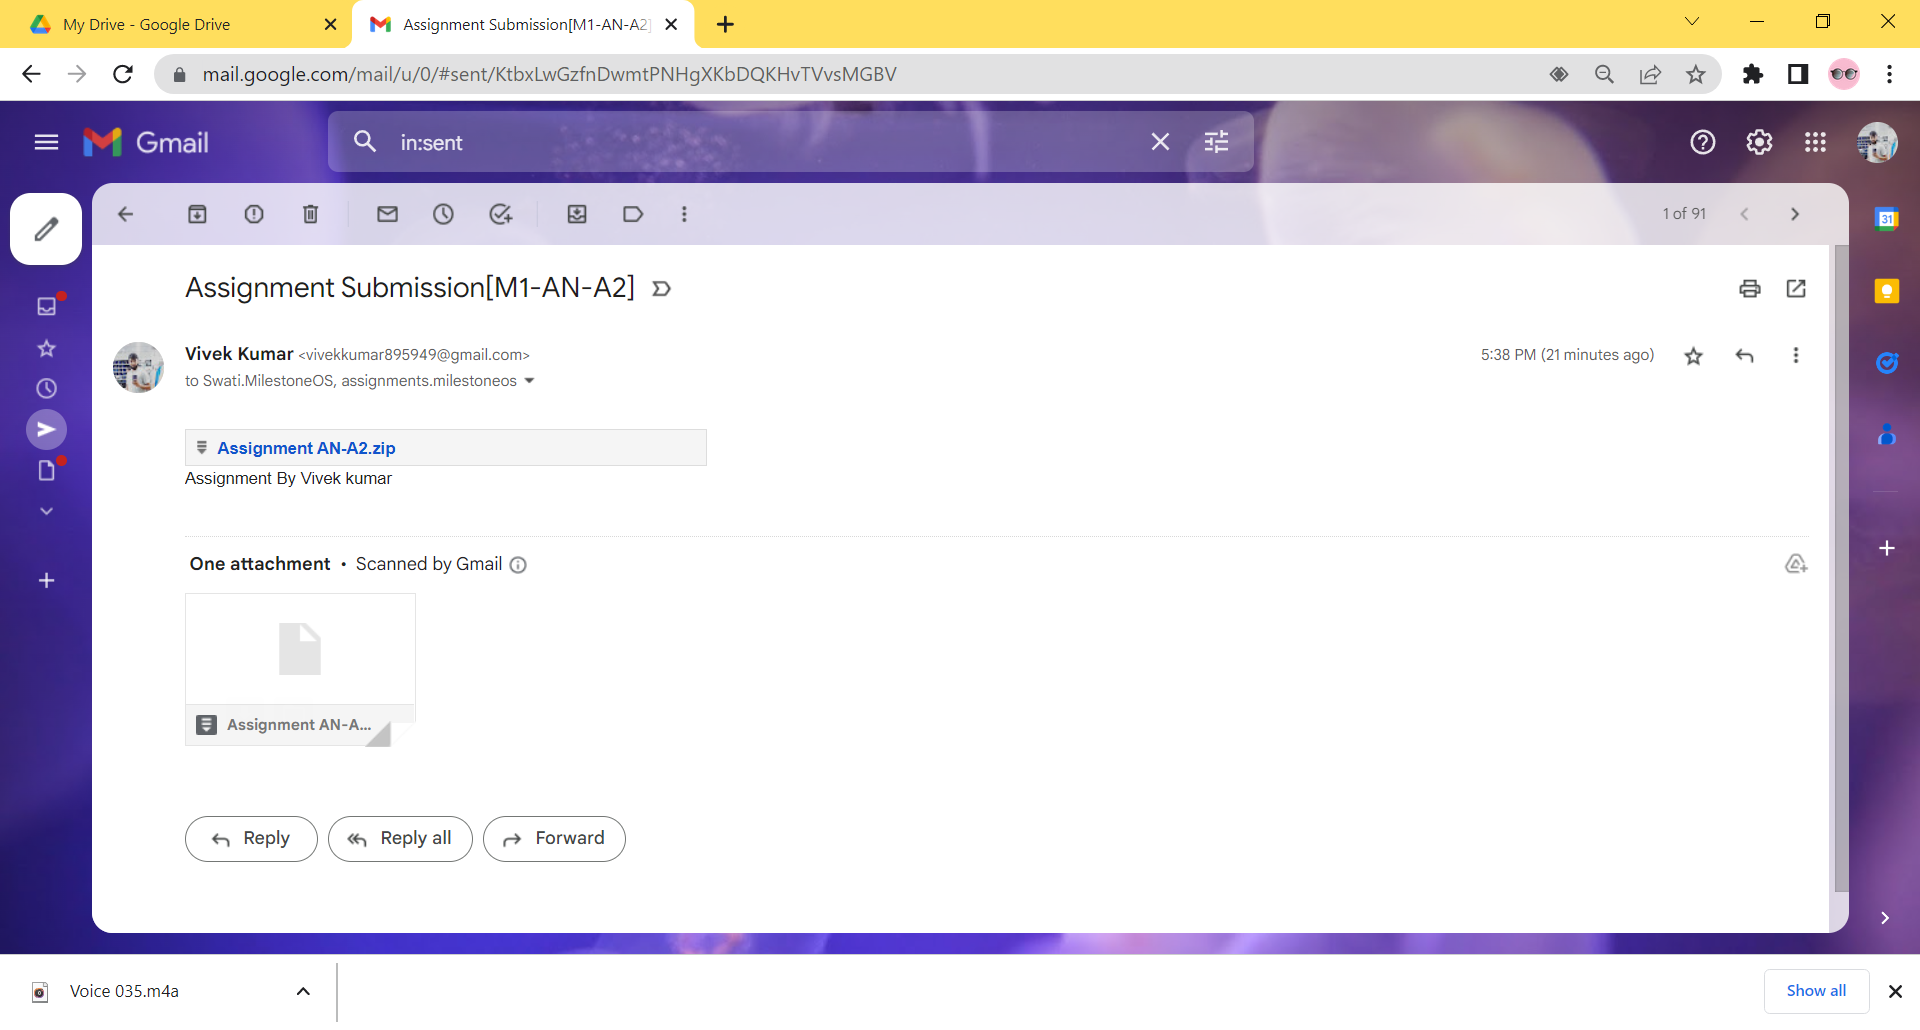 My Drive - Google Drive
Assignment Submission[M1-AN-A2]
mail.google.com/mail/u/0/#sent/KtbxLwGzfnDwmtPNHgXKbDQKHvTVvsMGBV
Gmail
in:sent
1 of 91
31
Assignment Submission[M1-AN-A2]
Vivek Kumar <vivekkumar895949@gmail.com>
5:38 PM (21 minutes ago)
to Swati.MilestoneOS, assignments.milestoneos
Assignment AN-A2.zip
Assignment By Vivek kumar
One attachment • Scanned by Gmail
Assignment AN-A...
Reply
Reply all
Forward
Voice 035.m4a
Show all